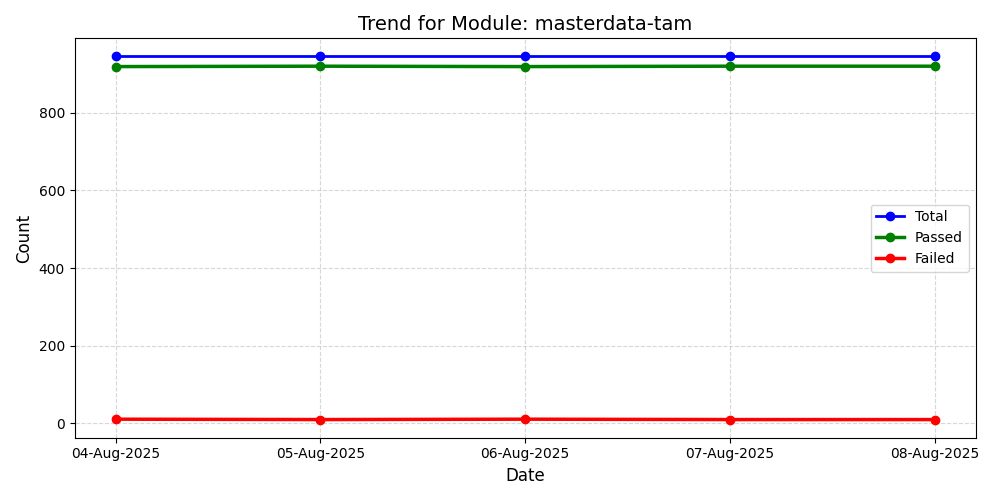 Trend for Module: masterdata-tam
Count
800
600
400
200
0
Total
Passed
Failed
04-Aug-2025 05-Aug-2025 06-Aug-2025 07-Aug-2025 08-Aug-2025
Date